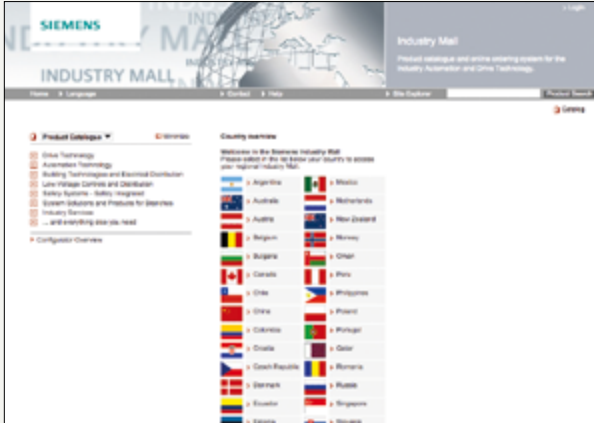 Login
SIEMENS
Industry Mall
Product catalogue and online ordering system for the
Industry Automation and Drive Technology.
INDUSTRY MALL
Home Language Contact Help Site Explorer Product Search
Catalog
Product Catalogue
Drive Technology
Automation Technology
Building Technologies and Electrical Distribution
Low-Voltage Controls and Distribution
Safety Systems - Safety Integrated
System Solutions and Products for Branches
Industry Services
... and everything else you need
Configurator Overview
Country overview
Welcome to the Siemens Industry Mall
Please select in the list below your country to access
your regional Industry Mall.
Argentina Mexico
Australia Netherlands
Austria New Zealand
Belgium Norway
Bulgaria Oman
Canada Peru
Chile Philippines
China Poland
Colombia Portugal
Croatia Qatar
Czech Republic Romania
Denmark Russia
Ecuador Singapore
Estonia Slovakia